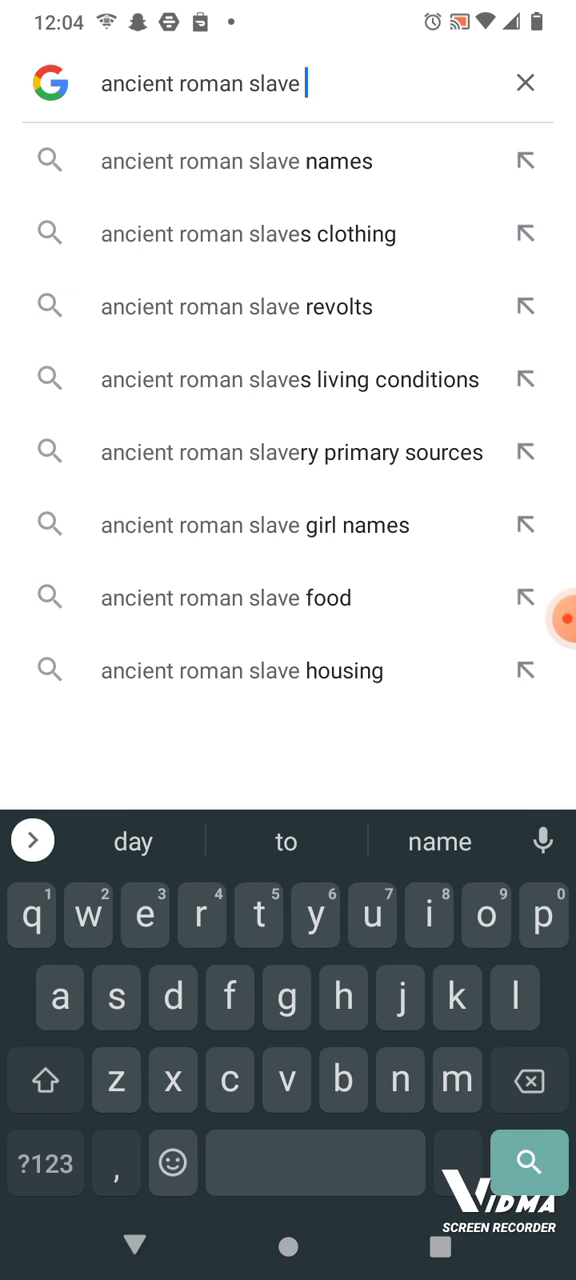 12:04
ancient roman slave
ancient roman slave names
ancient roman slaves clothing
ancient roman slave revolts
ancient roman slaves living conditions
ancient roman slavery primary sources
ancient roman slave girl names
ancient roman slave food
ancient roman slave housing
day to name
1 2 3 4 5 6 7 8 9 0
q w e r t y u i o p
a s d f g h j k l
z x c v b n m
?123 ,
VIDMA
SCREEN RECORDER